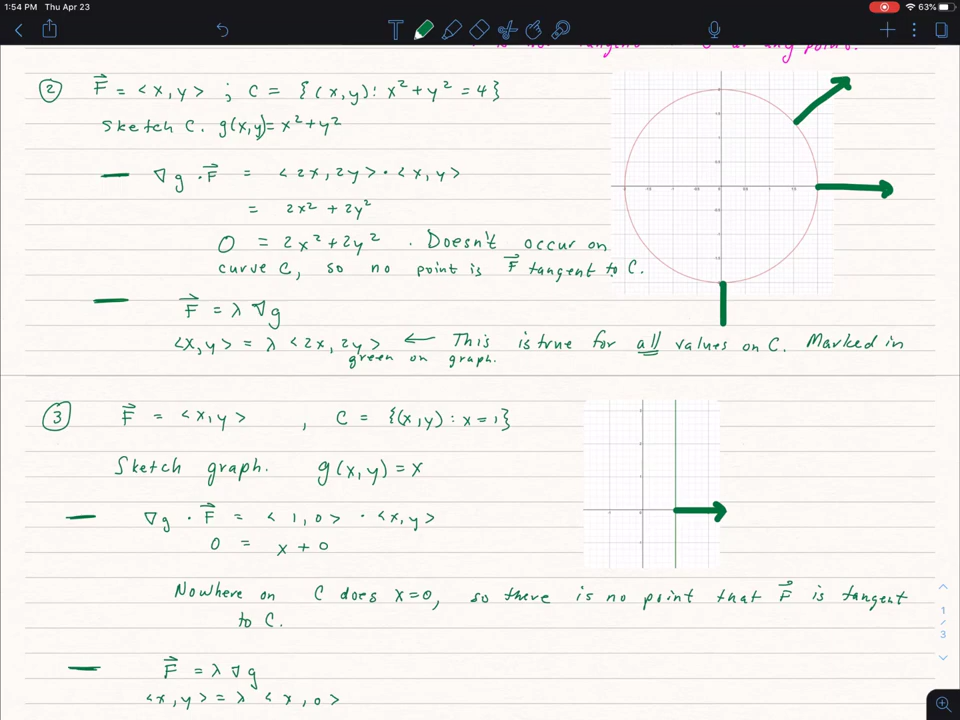 1:54 PM Thu Apr 23
63%
② F⃗ = <x, y> ; C = {(x, y): x² + y² = 4}
Sketch C. g(x,y) = x² + y²
— ∇g · F⃗ = <2x, 2y> · <x, y>
= 2x² + 2y²
0 = 2x² + 2y² . Doesn't occur on
curve C, so no point is F⃗ tangent to C.
— F⃗ = λ ∇g
<x, y> = λ <2x, 2y> ← This is true for all values on C. Marked in
green on graph.
③ F⃗ = <x, y> , C = {(x, y) : x = 1}
Sketch graph. g(x, y) = x
— ∇g · F⃗ = <1, 0> · <x, y>
0 = x + 0
Nowhere on C does x=0, so there is no point that F⃗ is tangent
to C.
— F⃗ = λ ∇g
<x, y> = λ <x, 0>
1
/
3